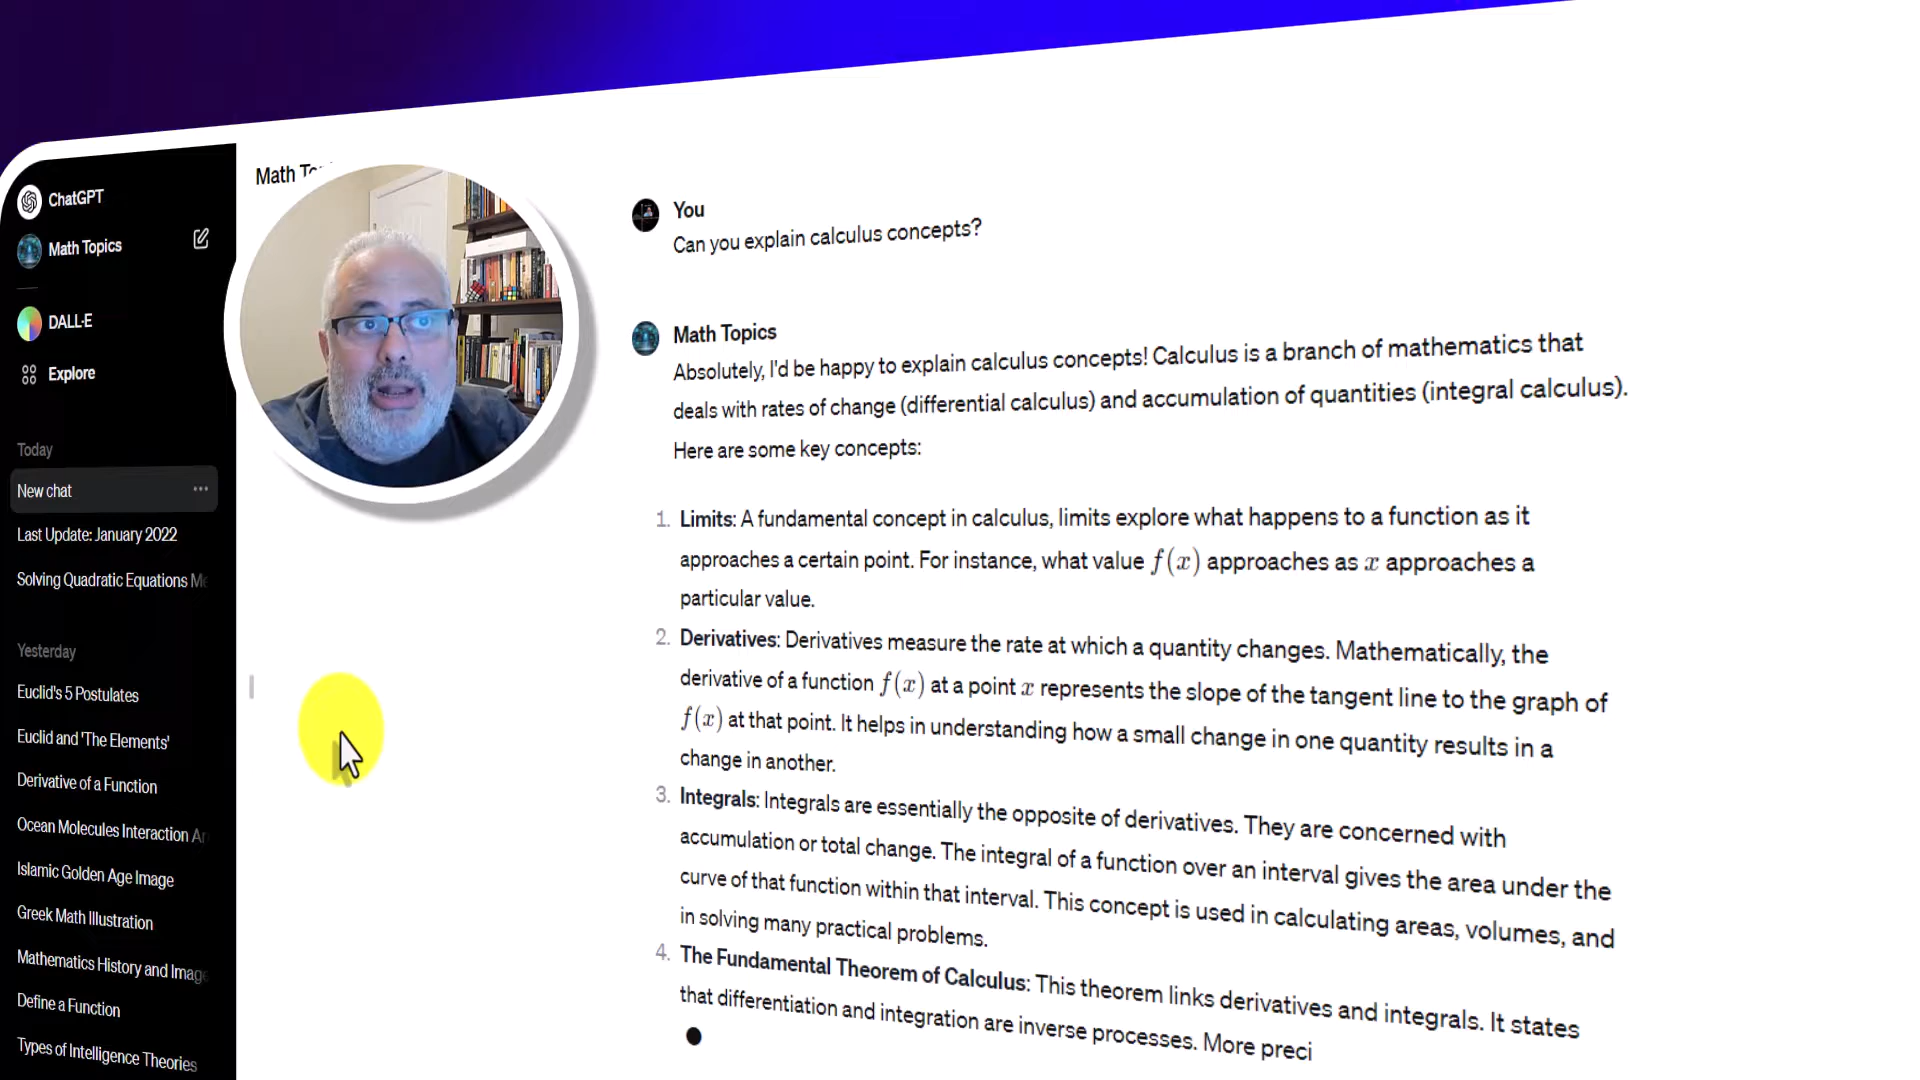 ChatGPT
Math Topics
DALL·E
Explore
Today
New chat
Last Update: January 2022
Solving Quadratic Equations
Yesterday
Euclid's 5 Postulates
Euclid and 'The Elements'
Derivative of a Function
Ocean Molecules Interaction
Islamic Golden Age Image
Greek Math Illustration
Mathematics History and Image
Define a Function
Types of Intelligence Theories
Math
You
Can you explain calculus concepts?
Math Topics
Absolutely, I'd be happy to explain calculus concepts! Calculus is a branch of mathematics that
deals with rates of change (differential calculus) and accumulation of quantities (integral calculus).
Here are some key concepts:
1. Limits: A fundamental concept in calculus, limits explore what happens to a function as it
approaches a certain point. For instance, what value f(x) approaches as x approaches a
particular value.
2. Derivatives: Derivatives measure the rate at which a quantity changes. Mathematically, the
derivative of a function f(x) at a point x represents the slope of the tangent line to the graph of
f(x) at that point. It helps in understanding how a small change in one quantity results in a
change in another.
3. Integrals: Integrals are essentially the opposite of derivatives. They are concerned with
accumulation or total change. The integral of a function over an interval gives the area under the
curve of that function within that interval. This concept is used in calculating areas, volumes, and
in solving many practical problems.
4. The Fundamental Theorem of Calculus: This theorem links derivatives and integrals. It states
that differentiation and integration are inverse processes. More preci